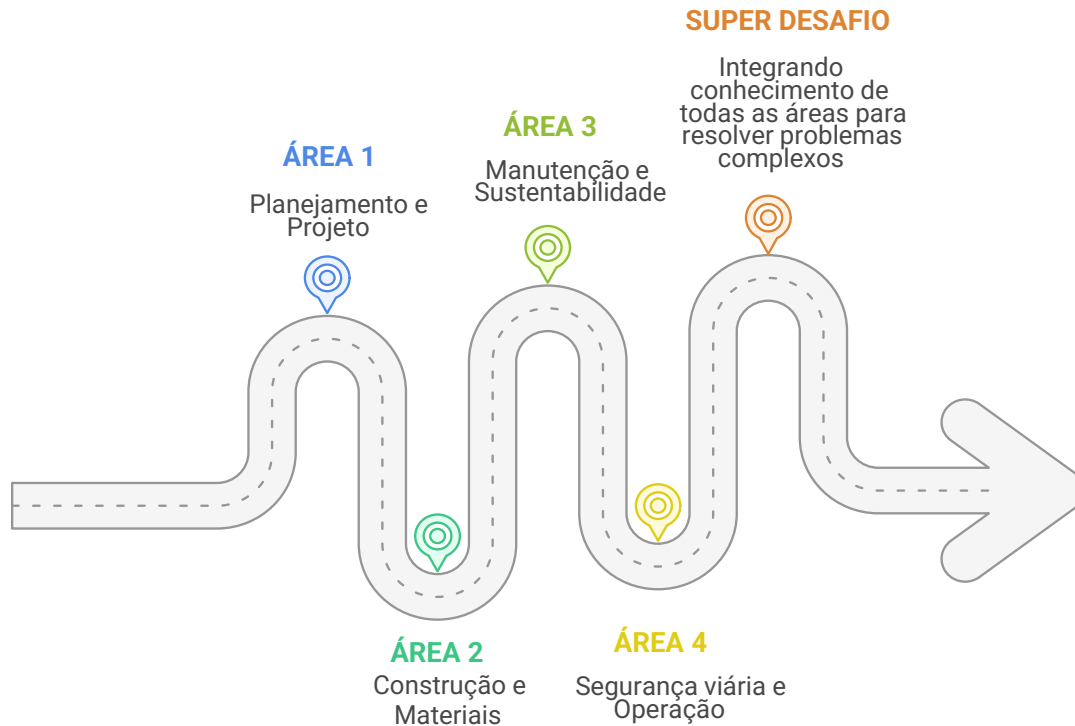 ÁREA 1
Planejamento e
Projeto
ÁREA 2
Construção e
Materiais
ÁREA 3
Manutenção e
Sustentabilidade
ÁREA 4
Segurança viária e
Operação
SUPER DESAFIO
Integrando
conhecimento de
todas as áreas para
resolver problemas
complexos